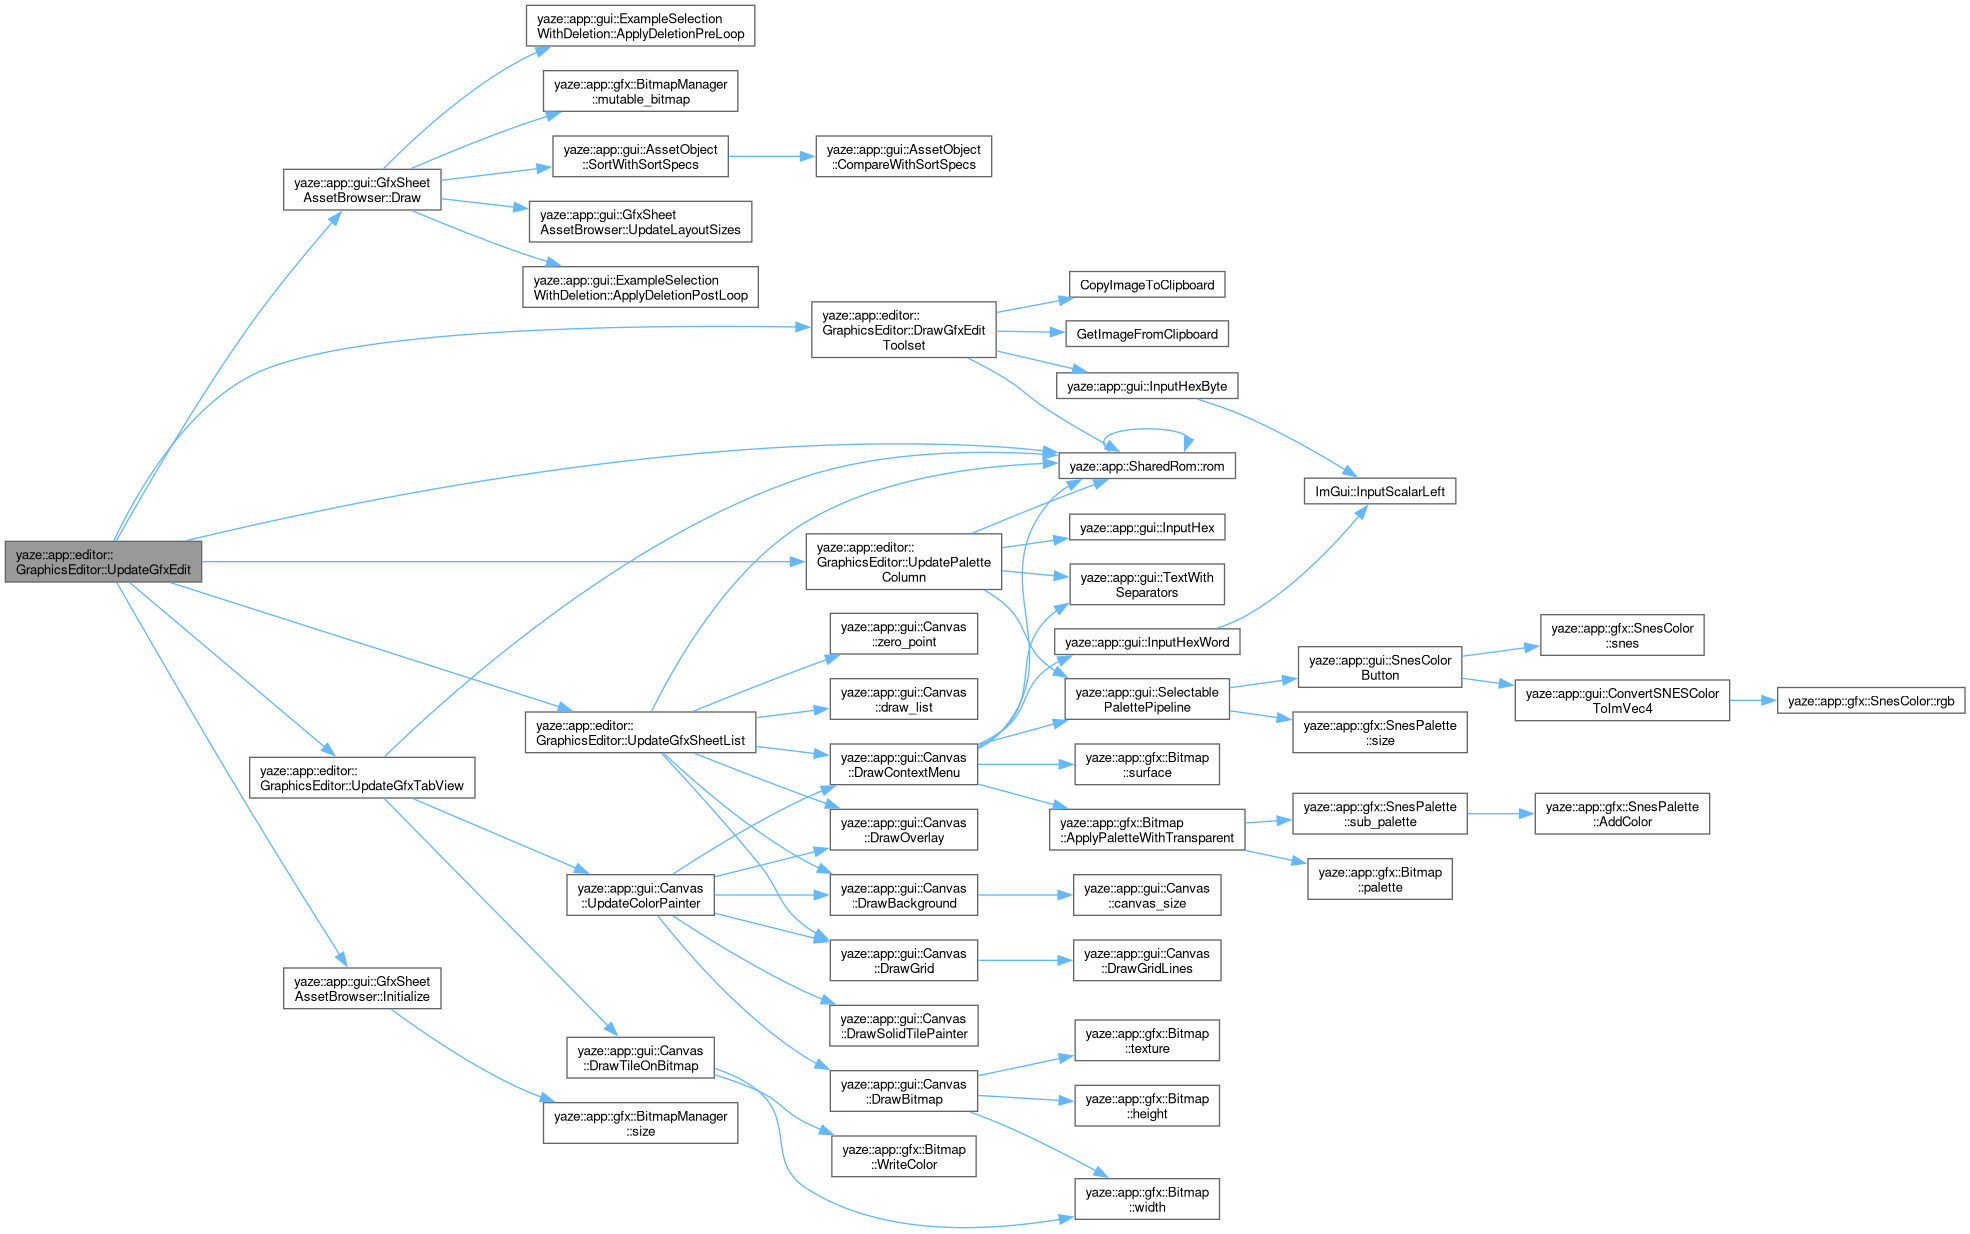 yaze::app::gui::ExampleSelection
WithDeletion::ApplyDeletionPreLoop
yaze::app::gfx::BitmapManager
::mutable_bitmap
yaze::app::gui::AssetObject
::SortWithSortSpecs
yaze::app::gui::AssetObject
::CompareWithSortSpecs
yaze::app::gui::GfxSheet
AssetBrowser::Draw
yaze::app::gui::GfxSheet
AssetBrowser::UpdateLayoutSizes
yaze::app::gui::ExampleSelection
WithDeletion::ApplyDeletionPostLoop
CopyImageToClipboard
yaze::app::editor::
GraphicsEditor::DrawGfxEdit
Toolset
GetImageFromClipboard
yaze::app::gui::InputHexByte
yaze::app::SharedRom::rom
ImGui::InputScalarLeft
yaze::app::editor::
GraphicsEditor::UpdateGfxEdit
yaze::app::editor::
GraphicsEditor::UpdatePalette
Column
yaze::app::gui::InputHex
yaze::app::gui::TextWith
Separators
yaze::app::gui::Canvas
::zero_point
yaze::app::gui::InputHexWord
yaze::app::gfx::SnesColor
::snes
yaze::app::gui::SnesColor
Button
yaze::app::gui::Canvas
::draw_list
yaze::app::gui::Selectable
PalettePipeline
yaze::app::gui::ConvertSNESColor
ToImVec4
yaze::app::gfx::SnesColor::rgb
yaze::app::editor::
GraphicsEditor::UpdateGfxSheetList
yaze::app::gfx::SnesPalette
::size
yaze::app::editor::
GraphicsEditor::UpdateGfxTabView
yaze::app::gui::Canvas
::DrawContextMenu
yaze::app::gfx::Bitmap
::surface
yaze::app::gui::Canvas
::DrawOverlay
yaze::app::gfx::Bitmap
::ApplyPaletteWithTransparent
yaze::app::gfx::SnesPalette
::sub_palette
yaze::app::gfx::SnesPalette
::AddColor
yaze::app::gfx::Bitmap
::palette
yaze::app::gui::Canvas
::UpdateColorPainter
yaze::app::gui::Canvas
::DrawBackground
yaze::app::gui::Canvas
::canvas_size
yaze::app::gui::Canvas
::DrawGrid
yaze::app::gui::Canvas
::DrawGridLines
yaze::app::gui::GfxSheet
AssetBrowser::Initialize
yaze::app::gui::Canvas
::DrawSolidTilePainter
yaze::app::gui::Canvas
::DrawTileOnBitmap
yaze::app::gfx::Bitmap
::texture
yaze::app::gui::Canvas
::DrawBitmap
yaze::app::gfx::Bitmap
::height
yaze::app::gfx::BitmapManager
::size
yaze::app::gfx::Bitmap
::WriteColor
yaze::app::gfx::Bitmap
::width